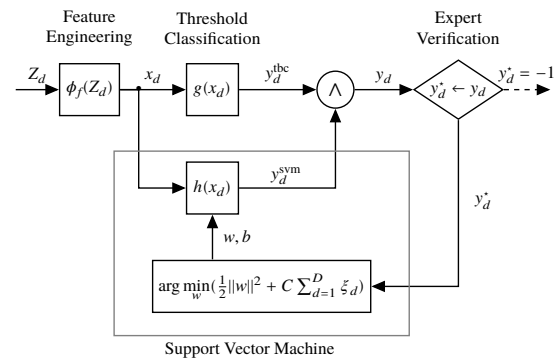 Feature
Engineering
Threshold
Classification
Expert
Verification
Z_d
ϕ_f(Z_d)
x_d
g(x_d)
y_d^tbc
∧
y_d
y_d^⋆ ← y_d
y_d^⋆ = −1
h(x_d)
y_d^svm
y_d^⋆
w, b
arg min_w(½||w||² + C ∑_{d=1}^D ξ_d)
Support Vector Machine